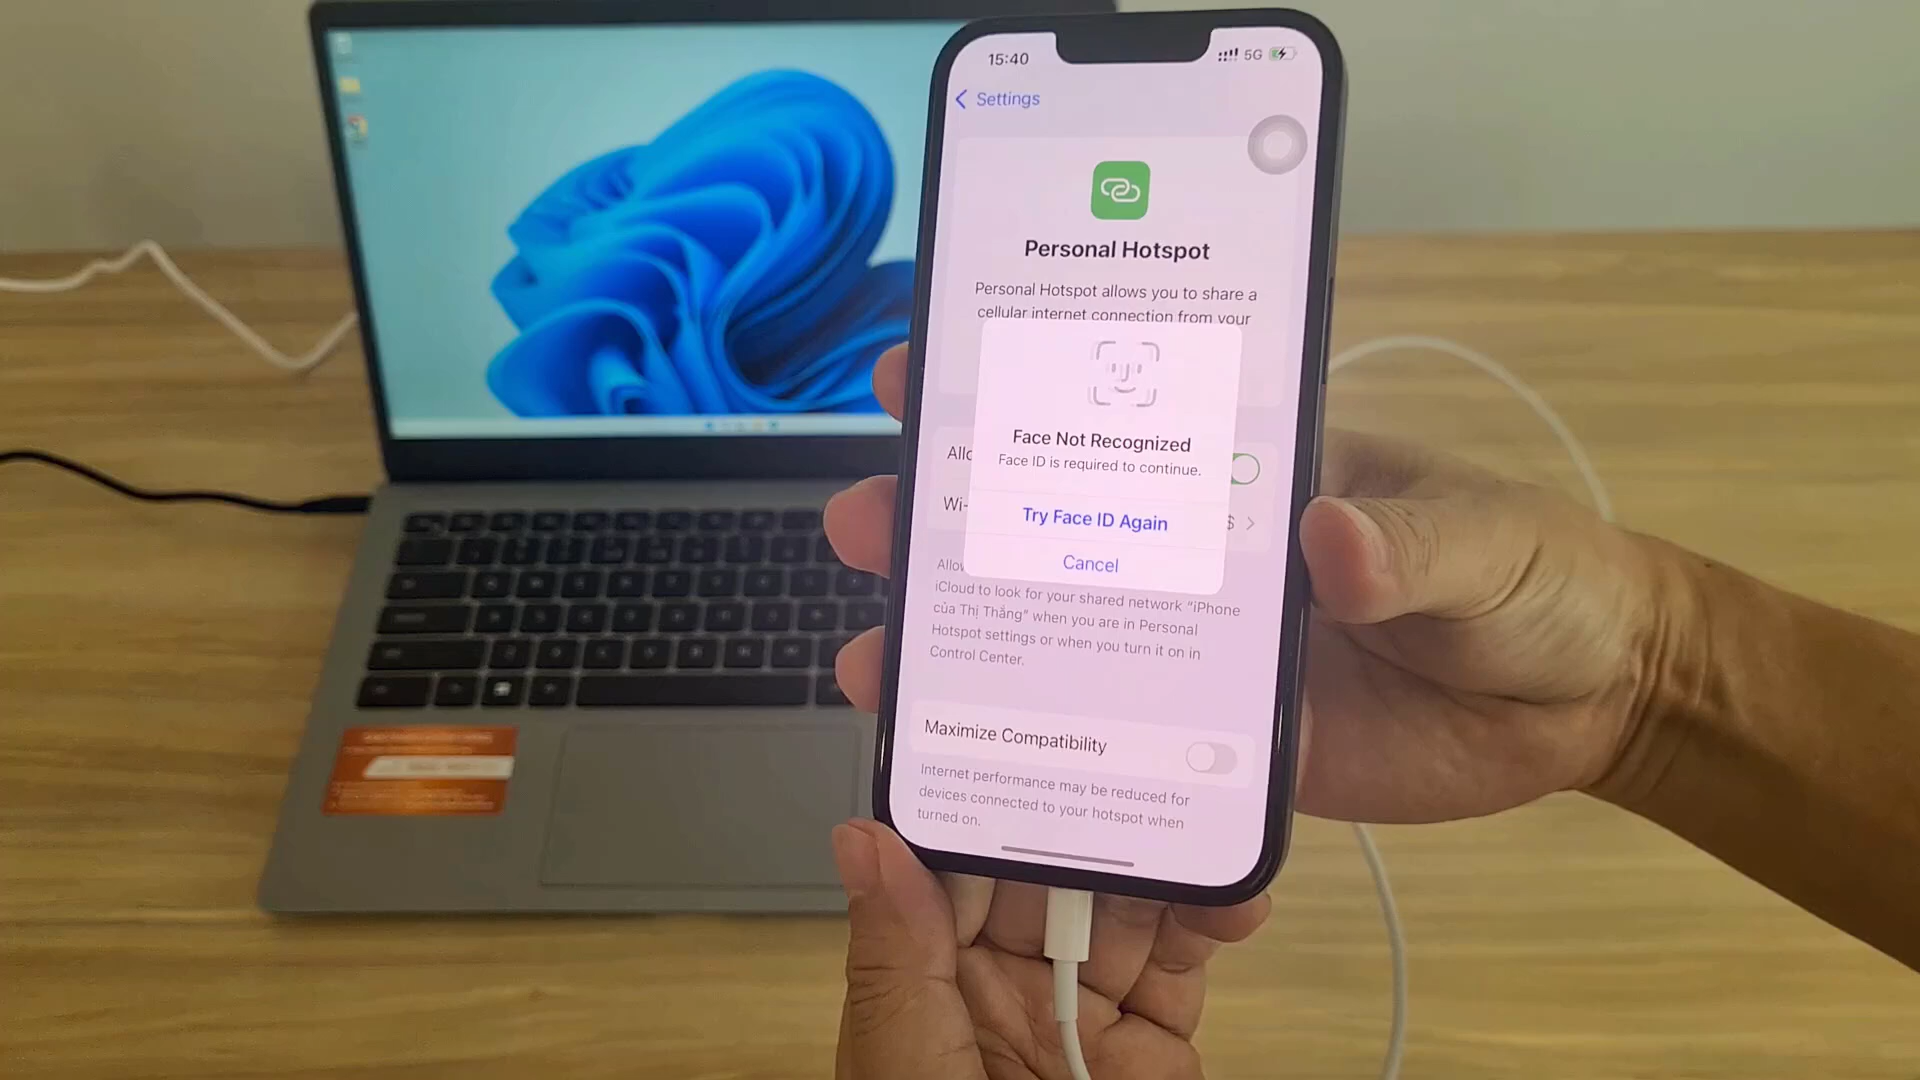 15:40
5G
Settings
Personal Hotspot
Personal Hotspot allows you to share a
cellular internet connection from your
Face Not Recognized
Face ID is required to continue.
Try Face ID Again
Cancel
Wi-
iCloud to look for your shared network “iPhone
của Thị Thắng” when you are in Personal
Hotspot settings or when you turn it on in
Control Center.
Maximize Compatibility
Internet performance may be reduced for
devices connected to your hotspot when
turned on.